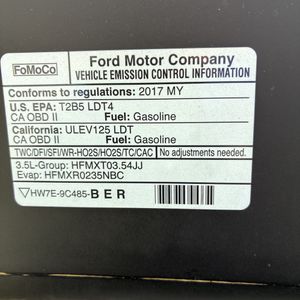 FoMoCo
Ford Motor Company
VEHICLE EMISSION CONTROL INFORMATION
Conforms to regulations: 2017 MY
U.S. EPA: T2B5 LDT4
CA OBD II Fuel: Gasoline
California: ULEV125 LDT
CA OBD II Fuel: Gasoline
TWC/DFI/SFI/WR-HO2S/HO2S/TC/CAC No Adjustments Needed.
3.5L-Group: HFMXT03.54JJ
Evap: HFMXR0235NBC
HW7E-9C485-BER